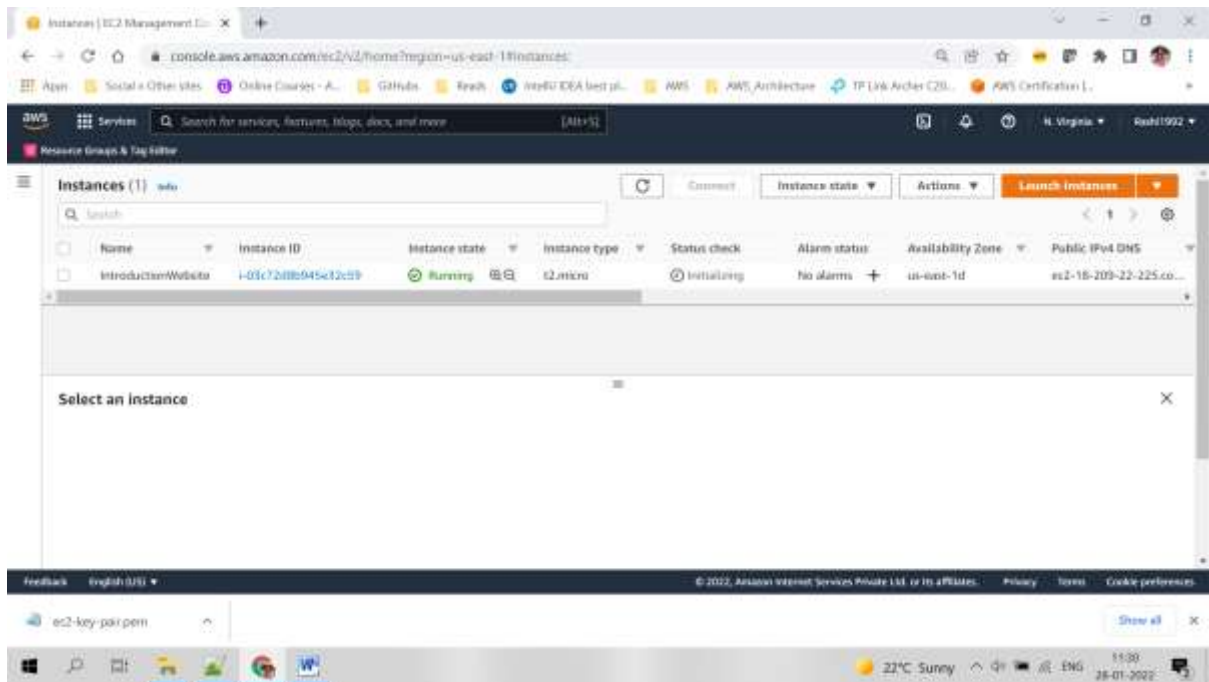 Instances | EC2 Management Co
console.aws.amazon.com/ec2/v2/home?region=us-east-1#Instances:
Apps Social + Other sites Online Courses - A... GitHubs Reads IntelliJ IDEA best pl... AWS AWS_Architecture TP Link Archer C20... AWS Certification |...
aws Services Search for services, features, blogs, docs, and more [Alt+S] N. Virginia
Resource Groups & Tag Editor
Instances (1) Info Connect Instance state Actions Launch instances
Search 1
Name Instance ID Instance state Instance type Status check Alarm status Availability Zone Public IPv4 DNS
IntroductionWebsite Running t2.micro Initializing No alarms + us-east-1d ec2-18-209-22-225.co...
Select an instance
Feedback English (US) © 2022, Amazon Internet Services Private Ltd. or its affiliates. Privacy Terms Cookie preferences
ec2-key-pair.pem Show all
22°C Sunny ENG
28-01-2022